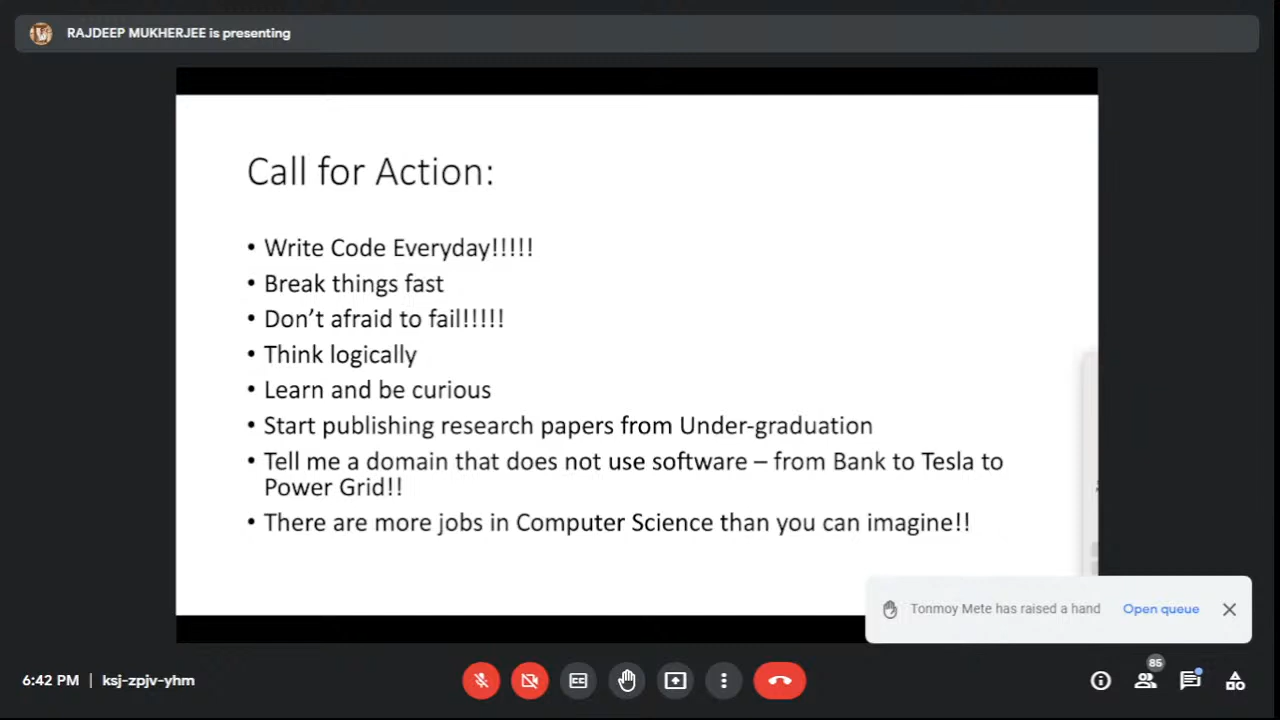 RAJDEEP MUKHERJEE is presenting
Call for Action:
• Write Code Everyday!!!!!
• Break things fast
• Don’t afraid to fail!!!!!
• Think logically
• Learn and be curious
• Start publishing research papers from Under-graduation
• Tell me a domain that does not use software – from Bank to Tesla to
Power Grid!!
• There are more jobs in Computer Science than you can imagine!!
Tonmoy Mete has raised a hand Open queue
6:42 PM | ksj-zpjv-yhm
85